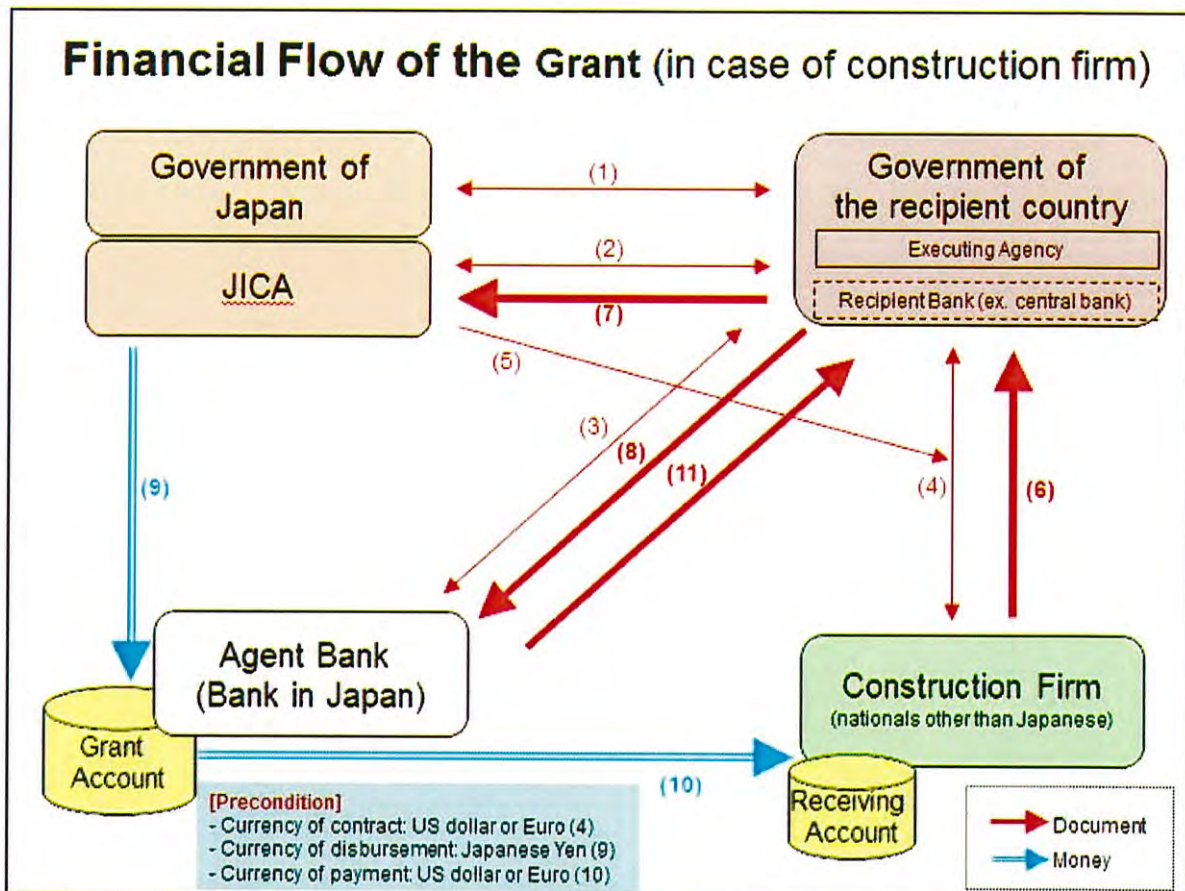 Financial Flow of the Grant (in case of construction firm)
Government of
Japan
JICA
(1)
(2)
(7)
Government of
the recipient country
Executing Agency
Recipient Bank (ex. central bank)
(5)
(3)
(8)
(11)
(4)
(6)
(9)
Agent Bank
(Bank in Japan)
Construction Firm
(nationals other than Japanese)
Grant
Account
(10)
Receiving
Account
[Precondition]
- Currency of contract: US dollar or Euro (4)
- Currency of disbursement: Japanese Yen (9)
- Currency of payment: US dollar or Euro (10)
Document
Money